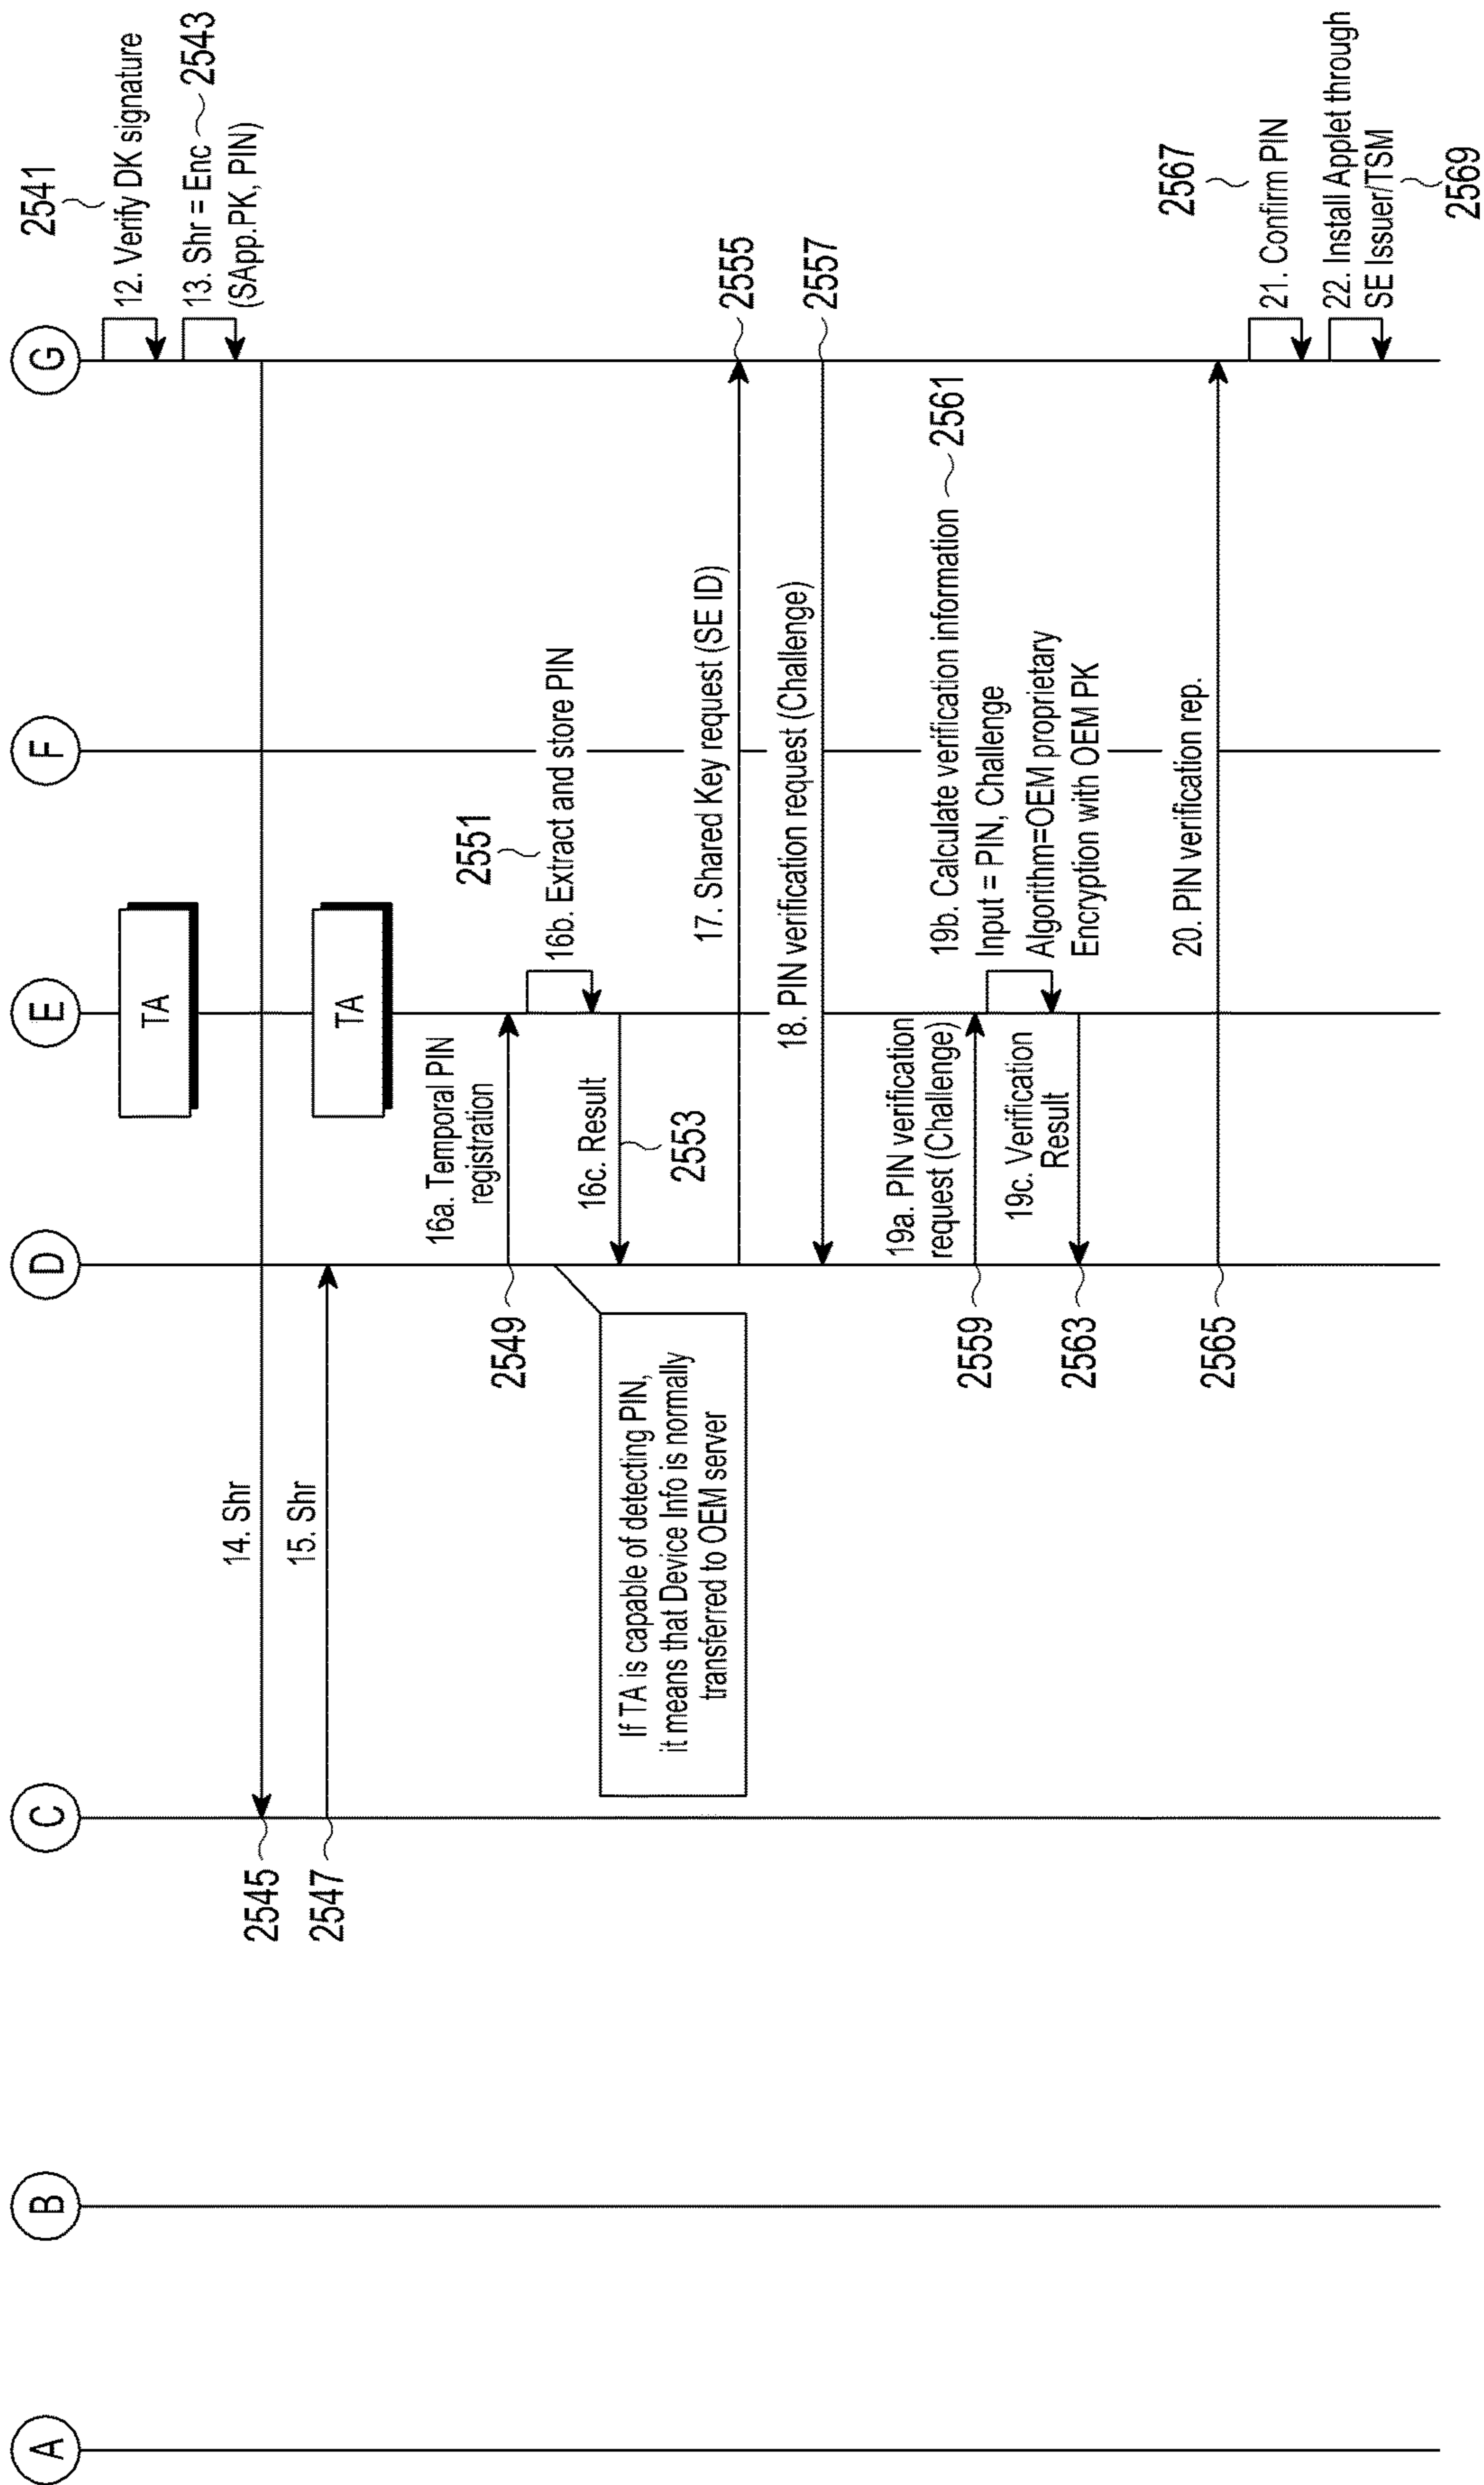 A
B
C
D
E
F
G
2541
12. Verify DK signature
13. Shr = Enc
2543
(SApp.PK, PIN)
TA
14. Shr
2545
15. Shr
2547
TA
16a. Temporal PIN
registration
2549
2551
16b. Extract and store PIN
16c. Result
2553
If TA is capable of detecting PIN,
it means that Device Info is normally
transferred to OEM server
17. Shared Key request (SE ID)
2555
18. PIN verification request (Challenge)
2557
19a. PIN verification
request (Challenge)
2559
19b. Calculate verification information
2561
Input = PIN, Challenge
Algorithm=OEM proprietary
Encryption with OEM PK
19c. Verification
Result
2563
20. PIN verification rep.
2565
2567
21. Confirm PIN
22. Install Applet through
SE Issuer/TSM
2569